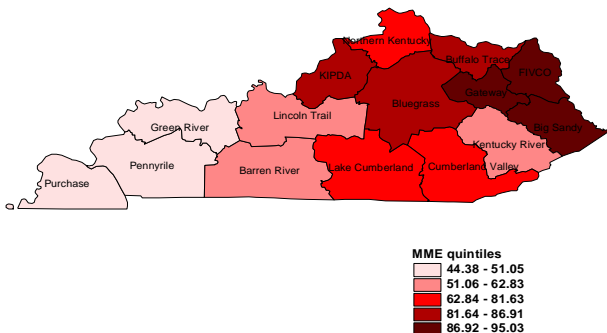 Northern Kentucky
Buffalo Trace
FIVCO
KIPDA
Gateway
Bluegrass
Lincoln Trail
Green River
Big Sandy
Kentucky River
Pennyrile
Barren River
Lake Cumberland
Cumberland Valley
Purchase
MME quintiles
44.38 - 51.05
51.06 - 62.83
62.84 - 81.63
81.64 - 86.91
86.92 - 95.03